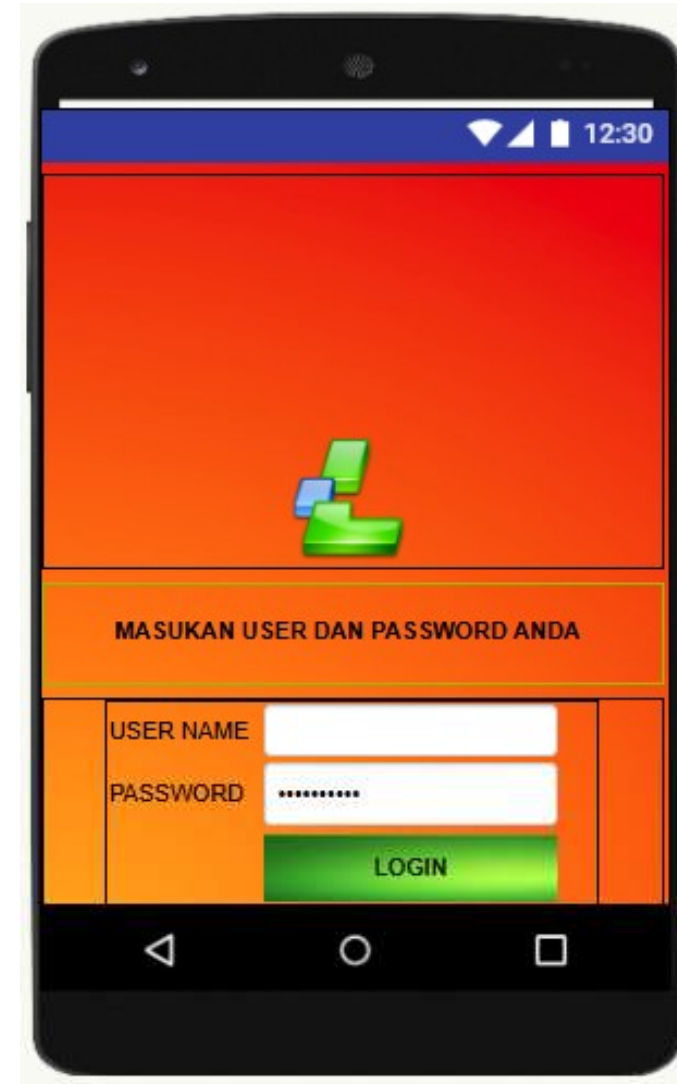 12:30
MASUKAN USER DAN PASSWORD ANDA
USER NAME
PASSWORD ••••••••••
LOGIN